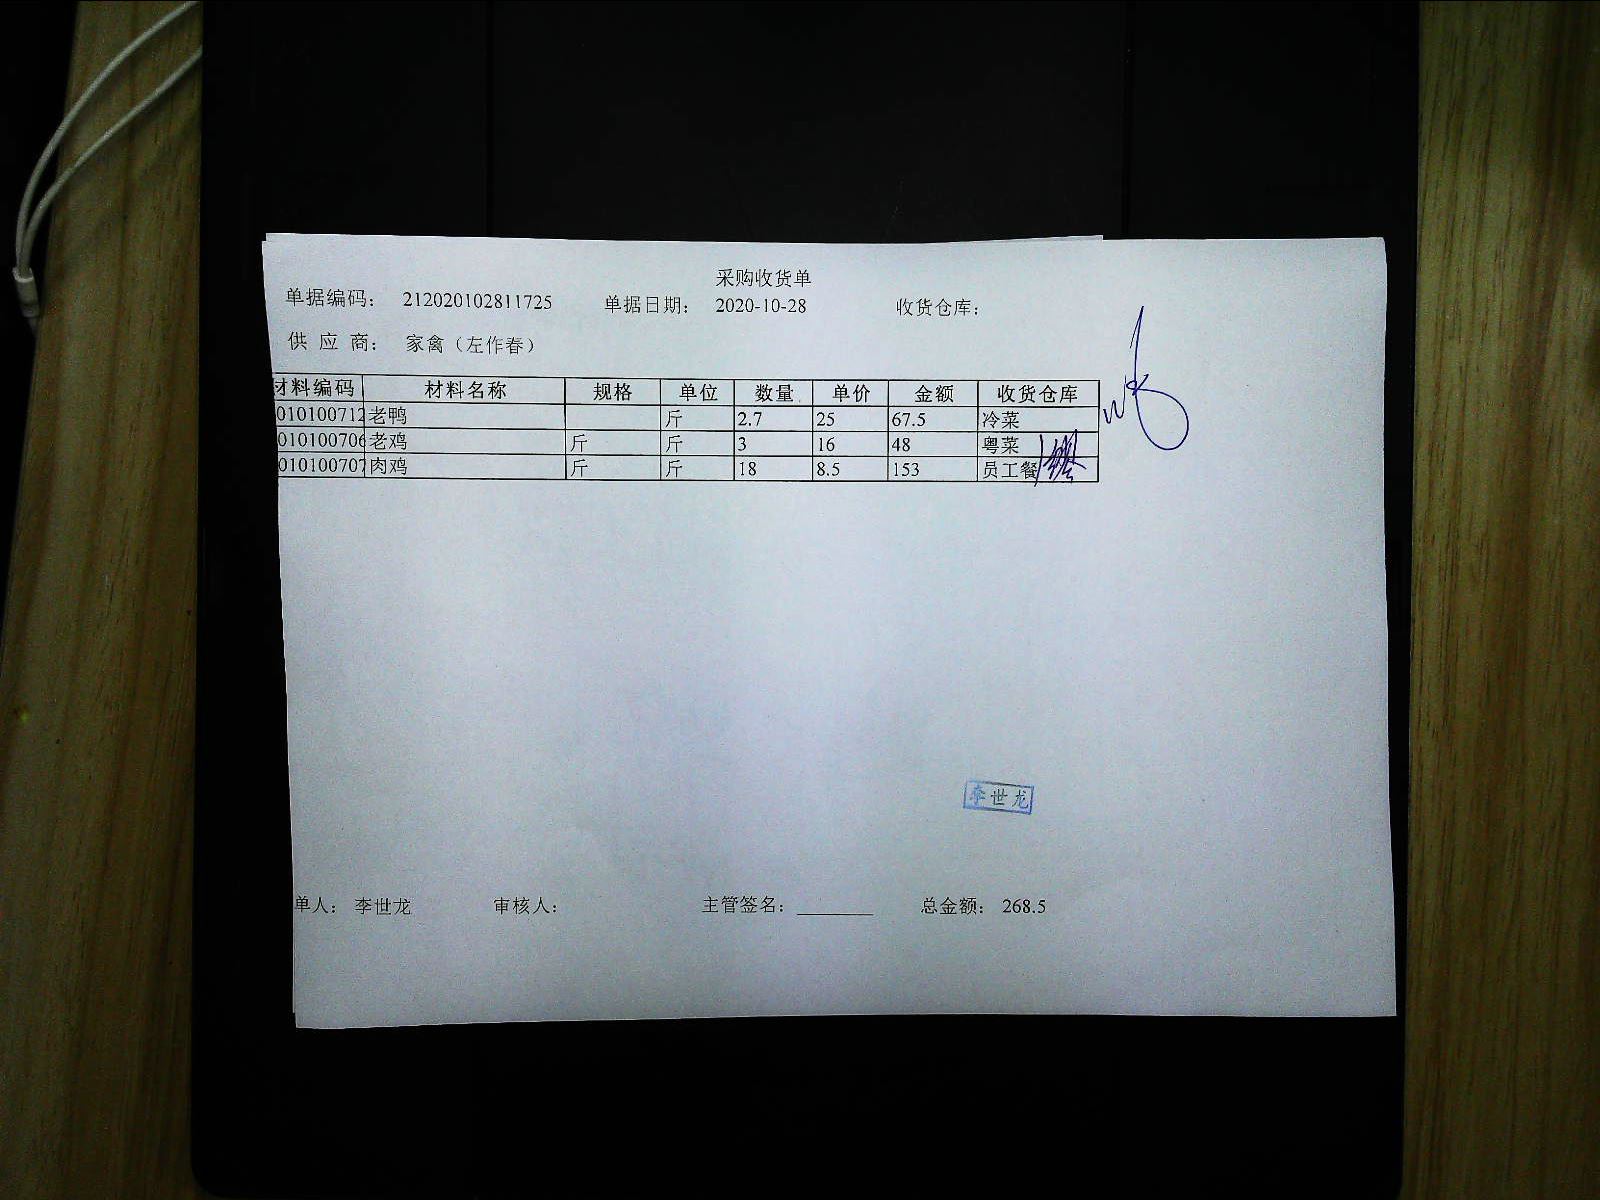 采购收货单
单据编码： 212020102811725 单据日期： 2020-10-28 收货仓库：
供 应 商： 家禽（左作春）
材料编码 材料名称 规格 单位 数量 单价 金额 收货仓库
010100712 老鸭 斤 2.7 25 67.5 冷菜
010100706 老鸡 斤 斤 3 16 48 粤菜
010100707 肉鸡 斤 斤 18 8.5 153 员工餐
李世龙
单人： 李世龙 审核人： 主管签名： 总金额： 268.5